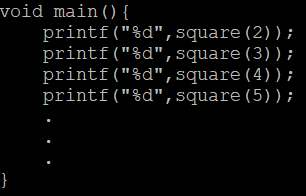 void main(){
    printf("%d",square(2));
    printf("%d",square(3));
    printf("%d",square(4));
    printf("%d",square(5));
    .
    .
    .
}